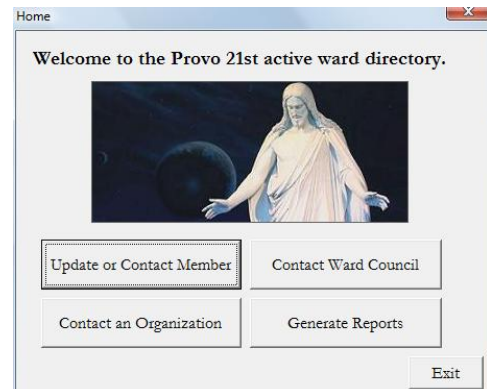 Home
Welcome to the Provo 21st active ward directory.
Update or Contact Member
Contact Ward Council
Contact an Organization
Generate Reports
Exit